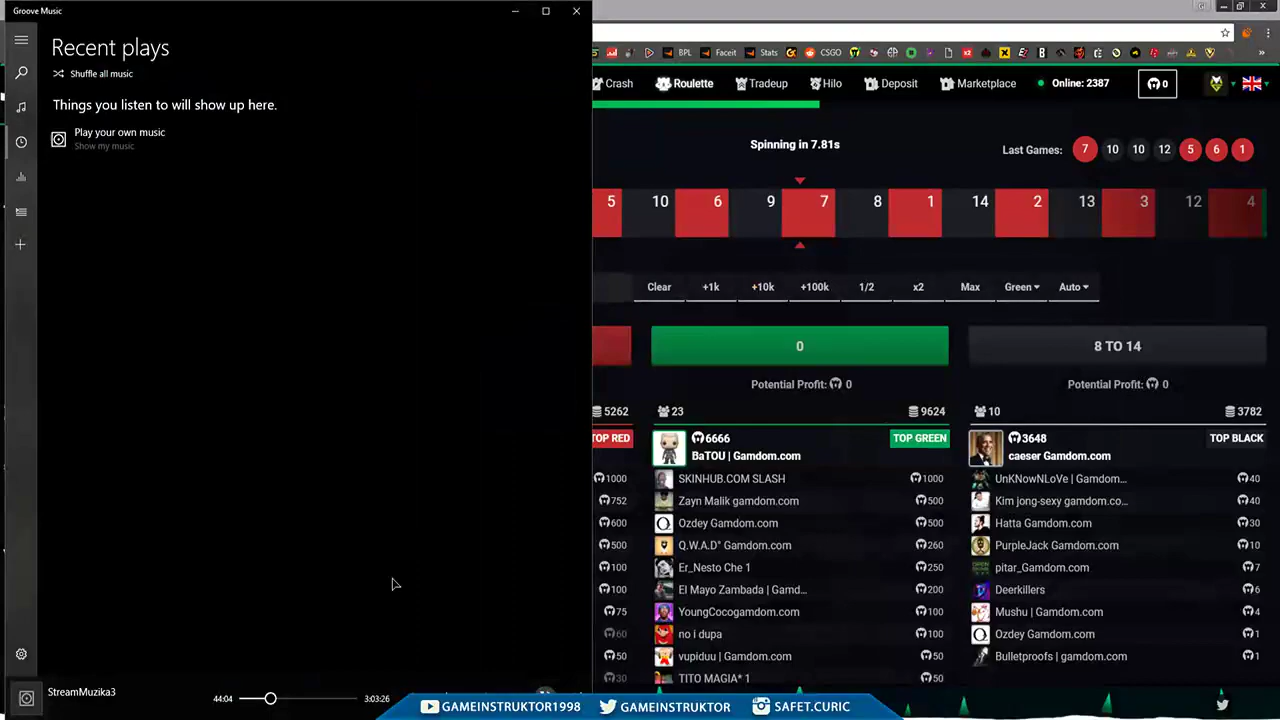 Groove Music
Recent plays
Shuffle all music
Things you listen to will show up here.
Play your own music
Show my music
StreamMuzika3
44:04
3:03:26
BPL
Faceit
Stats
CSGO
Crash
Roulette
Tradeup
Hilo
Deposit
Marketplace
Online: 2387
0
Spinning in 7.81s
Last Games:
7 10 10 12 5 6 1
5 10 6 9 7 8 1 14 2 13 3 12 4
Clear +1k +10k +100k 1/2 x2 Max Green Auto
0
8 TO 14
Potential Profit: 0
Potential Profit: 0
5262
23
9624
10
3782
TOP RED
1000
752
600
500
100
100
75
60
50
30
6666
BaTOU | Gamdom.com
TOP GREEN
SKINHUB.COM SLASH 1000
Zayn Malik gamdom.com 500
Ozdey Gamdom.com 500
Q.W.A.D° Gamdom.com 260
Er_Nesto Che 1 250
El Mayo Zambada | Gamd... 200
YoungCocogamdom.com 100
no i dupa 100
vupiduu | Gamdom.com 50
TITO MAGIA* 1 50
3648
caeser Gamdom.com
TOP BLACK
UnKNowNLoVe | Gamdom... 40
Kim jong-sexy gamdom.co... 40
Hatta Gamdom.com 30
PurpleJack Gamdom.com 10
pitar_Gamdom.com 7
Deerkillers 6
Mushu | Gamdom.com 4
Ozdey Gamdom.com 1
Bulletproofs | gamdom.com 1
GAMEINSTRUKTOR1998
GAMEINSTRUKTOR
SAFET.CURIC